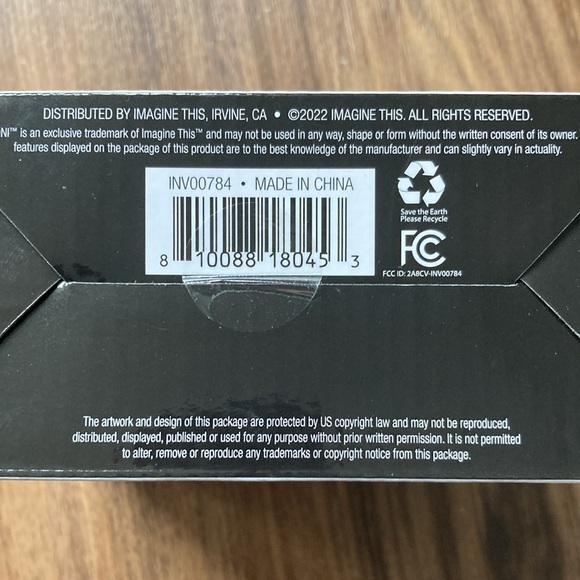 DISTRIBUTED BY IMAGINE THIS, IRVINE, CA • ©2022 IMAGINE THIS. ALL RIGHTS RESERVED.
is an exclusive trademark of Imagine This™ and may not be used in any way, shape or form without the written consent of its owner.
features displayed on the package of this product are to the best knowledge of the manufacturer and can slightly vary in actuality.
INV00784 • MADE IN CHINA
8 10088 18045 3
Save the Earth
Please Recycle
FC
FCC ID: 2A8CV-INV00784
The artwork and design of this package are protected by US copyright law and may not be reproduced,
distributed, displayed, published or used for any purpose without prior written permission. It is not permitted
to alter, remove or reproduce any trademarks or copyright notice from this package.